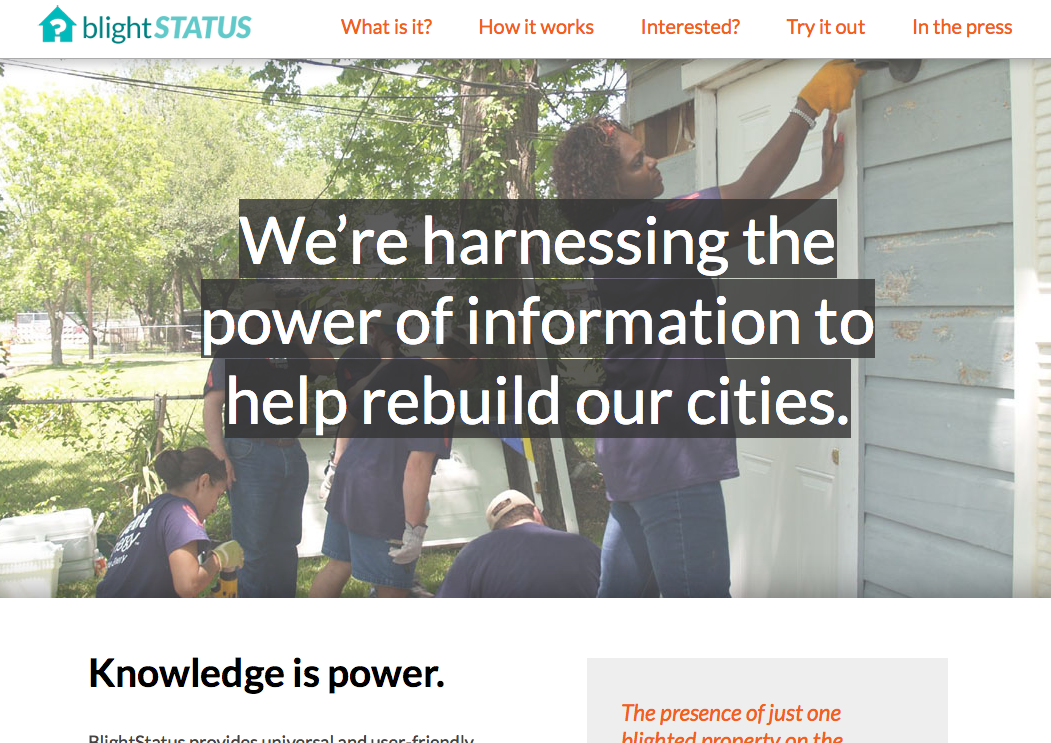 blightSTATUS
What is it?
How it works
Interested?
Try it out
In the press
We’re harnessing the
power of information to
help rebuild our cities.
Knowledge is power.
The presence of just one
BlightStatus provides universal and user-friendly
blighted property on the